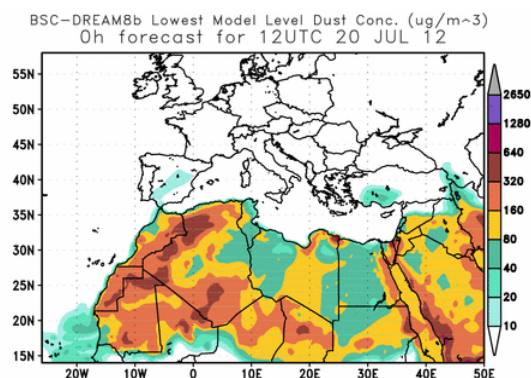 BSC-DREAM8b Lowest Model Level Dust Conc. (ug/m^3)
0h forecast for 12UTC 20 JUL 12
55N
50N
45N
40N
35N
30N
25N
20N
15N
20W
10W
0
10E
20E
30E
40E
50E
2650
1280
640
320
160
80
40
20
10